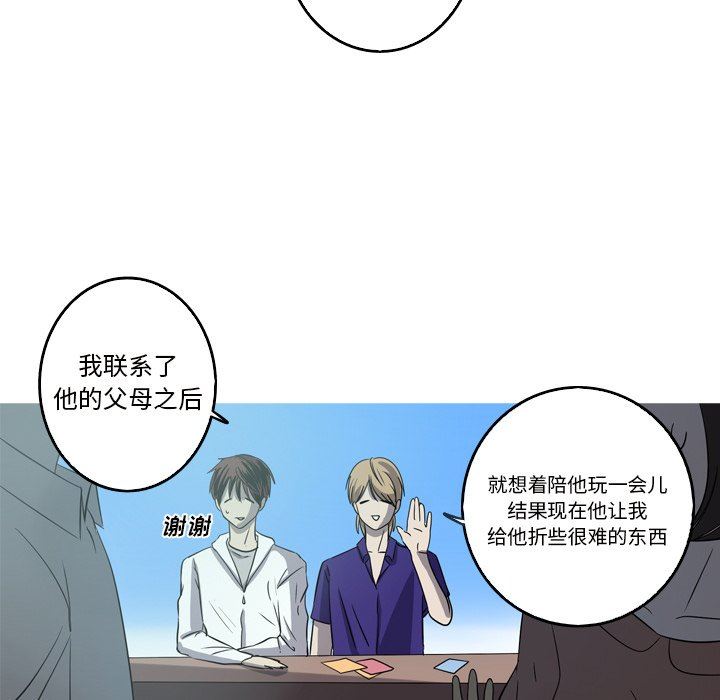 我联系了
他的父母之后
谢谢
就想着陪他玩一会儿
结果现在他让我
给他折些很难的东西